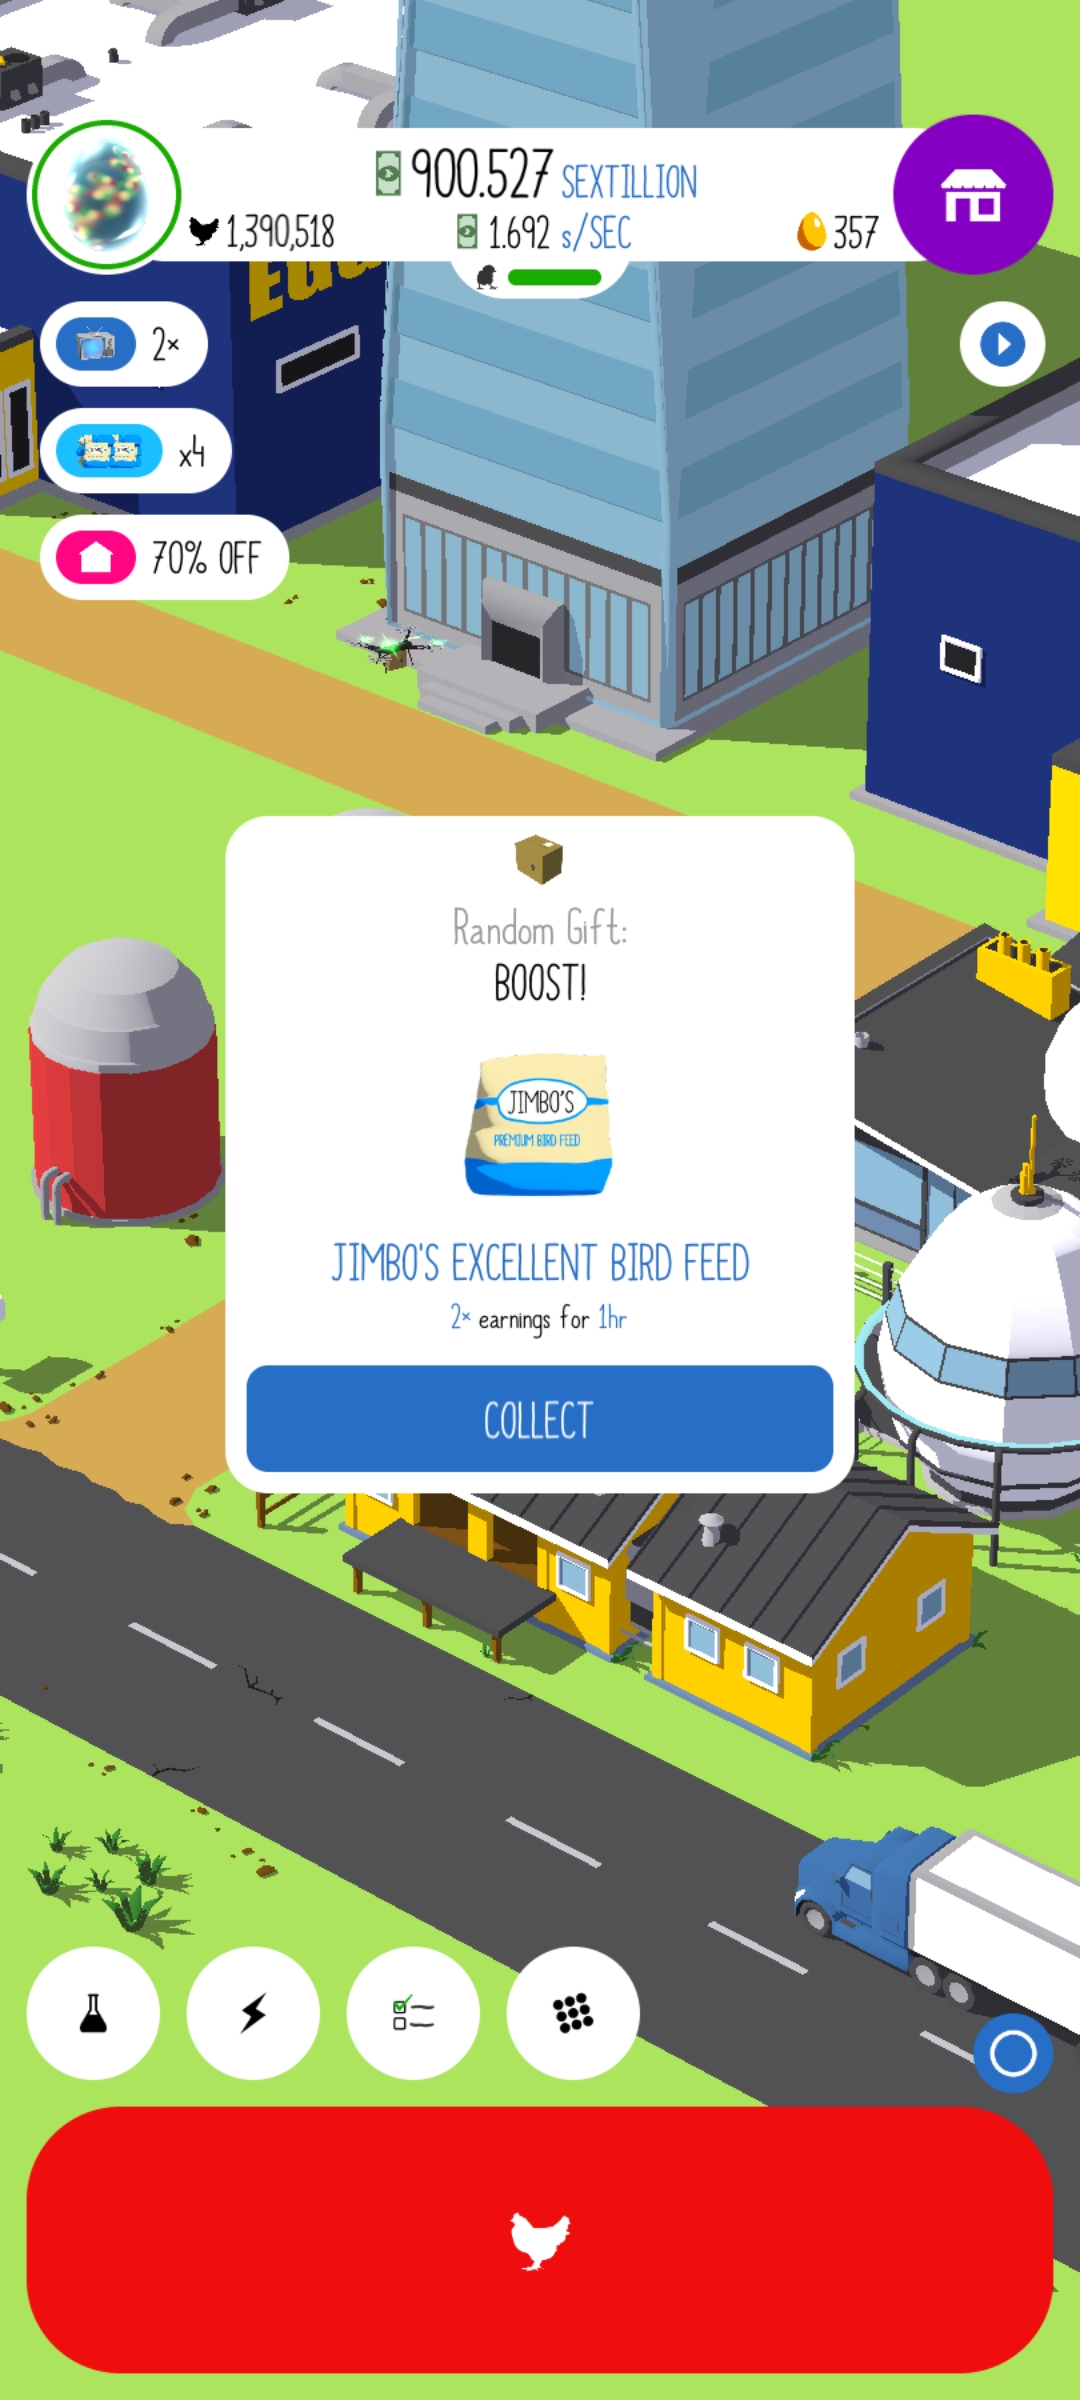 900.527 SEXTILLION
1,390,518
1.692 s/SEC
357
EGG
2×
x4
70% OFF
Random Gift:
BOOST!
JIMBO'S
PREMIUM BIRD FEED
JIMBO'S EXCELLENT BIRD FEED
2× earnings for 1hr
COLLECT